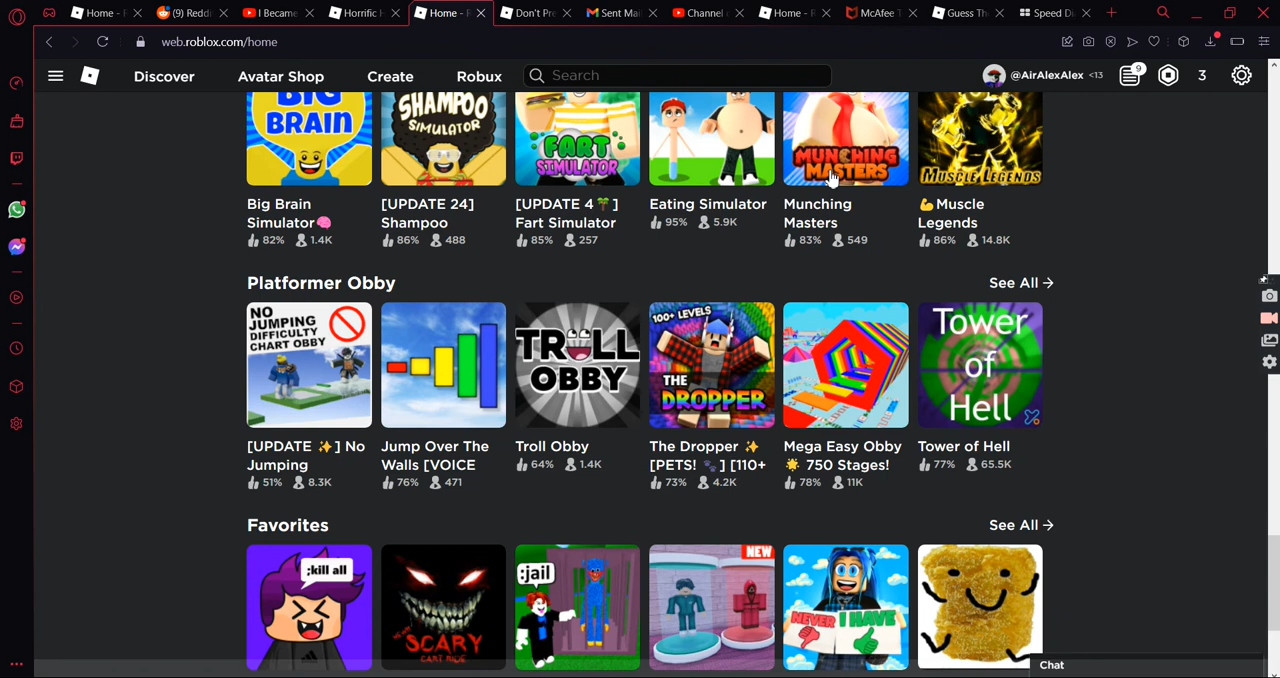 Home - R
(9) Reddi
I Became
Horrific H
Home - R
Don't Pre
Sent Mai
Channel c
Home - R
McAfee T
Guess The
Speed Dia
web.roblox.com/home
Discover
Avatar Shop
Create
Robux
Search
@AirAlexAlex <13
9
3
BIG
BRAIN
SHAMPOO
SIMULATOR
FART
SIMULATOR
MUNCHING
MASTERS
MUSCLE LEGENDS
Big Brain
Simulator🧠
82% 1.4K
[UPDATE 24]
Shampoo
86% 488
[UPDATE 4🌴]
Fart Simulator
85% 257
Eating Simulator
95% 5.9K
Munching
Masters
83% 549
💪Muscle
Legends
86% 14.8K
Platformer Obby
See All →
NO
JUMPING
DIFFICULTY
CHART OBBY
TROLL
OBBY
100+ LEVELS
THE
DROPPER
Tower
of
Hell
[UPDATE ✨] No
Jumping
51% 8.3K
Jump Over The
Walls [VOICE
76% 471
Troll Obby
64% 1.4K
The Dropper ✨
[PETS! 🐾] [110+
73% 4.2K
Mega Easy Obby
🌟 750 Stages!
78% 11K
Tower of Hell
77% 65.5K
Favorites
See All →
;kill all
SCARY
CART RIDE
:jail
NEW
NEVER I HAVE
Chat